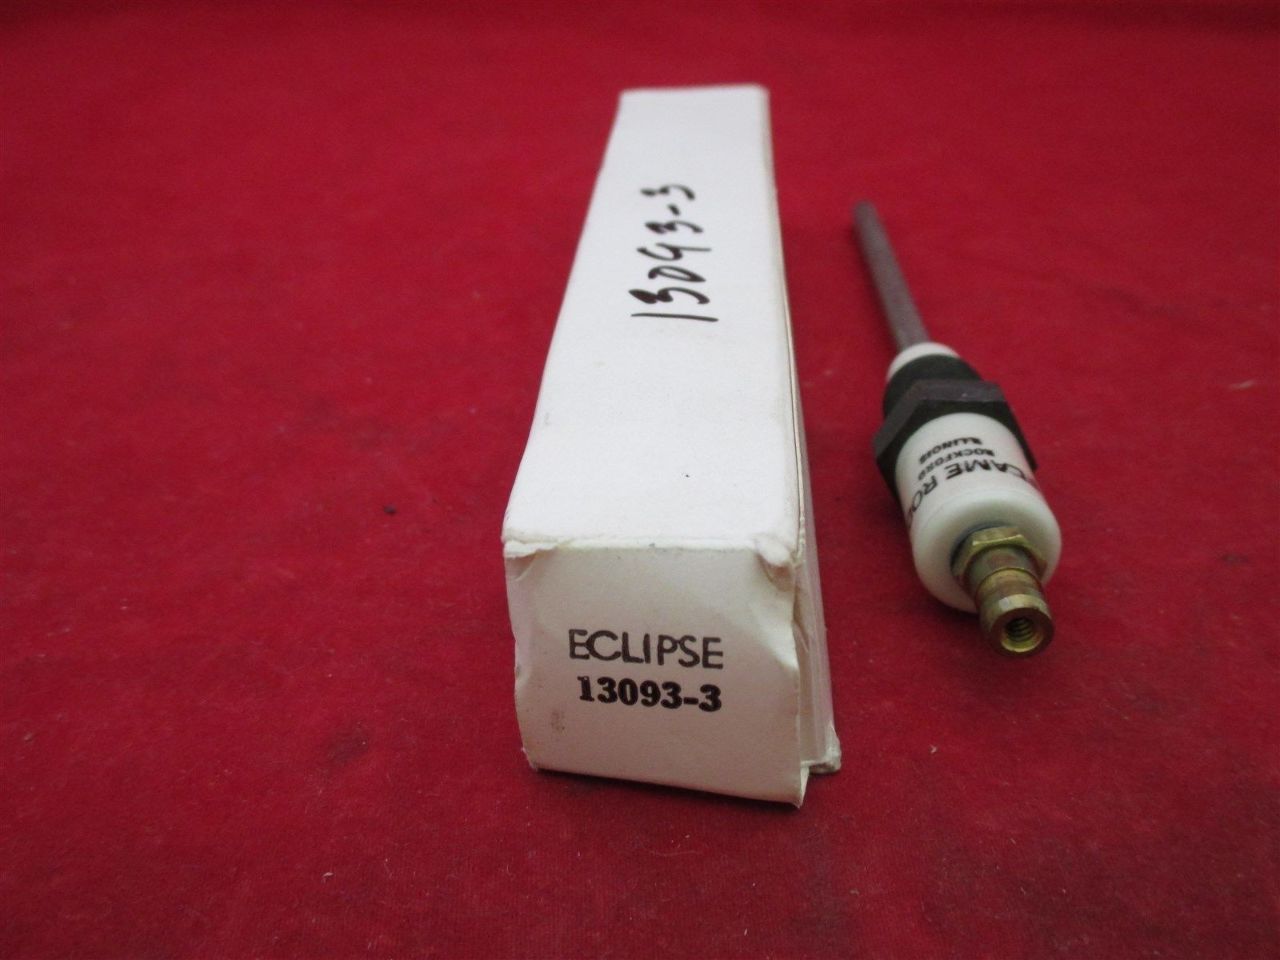 13093-3
ECLIPSE
13093-3
ROCKFORD
ILLINOIS